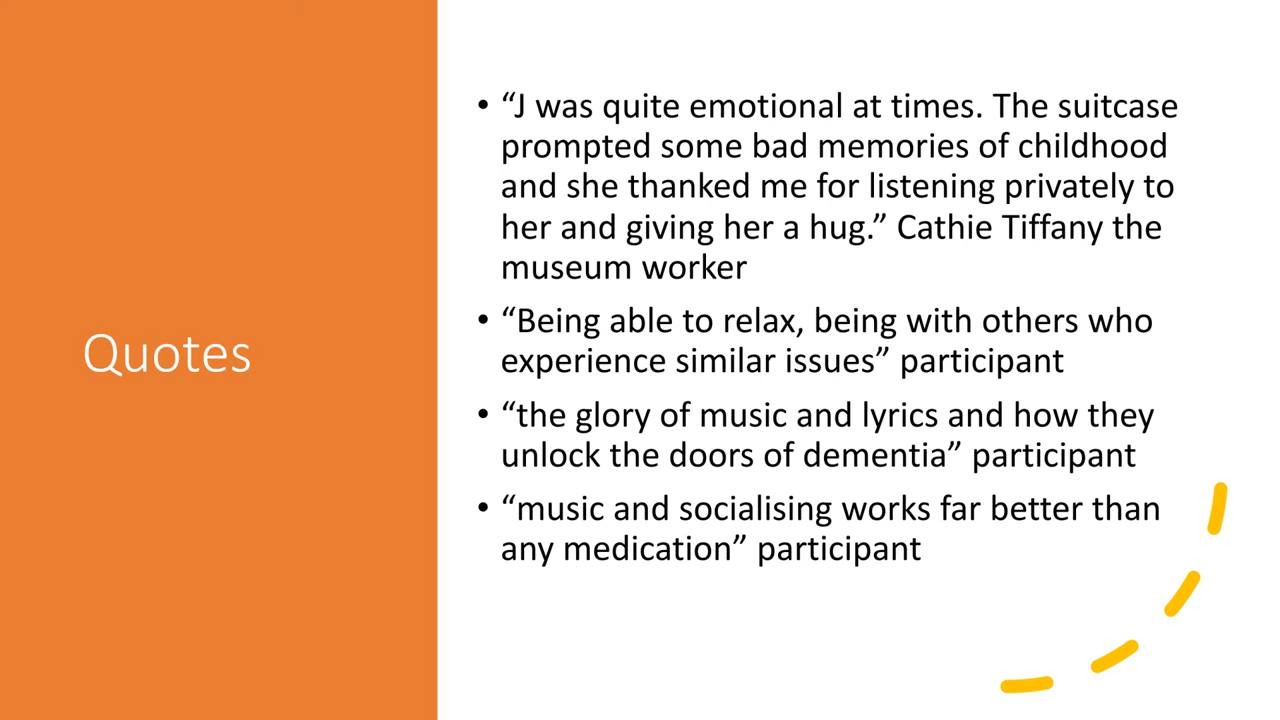 Quotes
• “J was quite emotional at times. The suitcase
prompted some bad memories of childhood
and she thanked me for listening privately to
her and giving her a hug.” Cathie Tiffany the
museum worker
• “Being able to relax, being with others who
experience similar issues” participant
• “the glory of music and lyrics and how they
unlock the doors of dementia” participant
• “music and socialising works far better than
any medication” participant